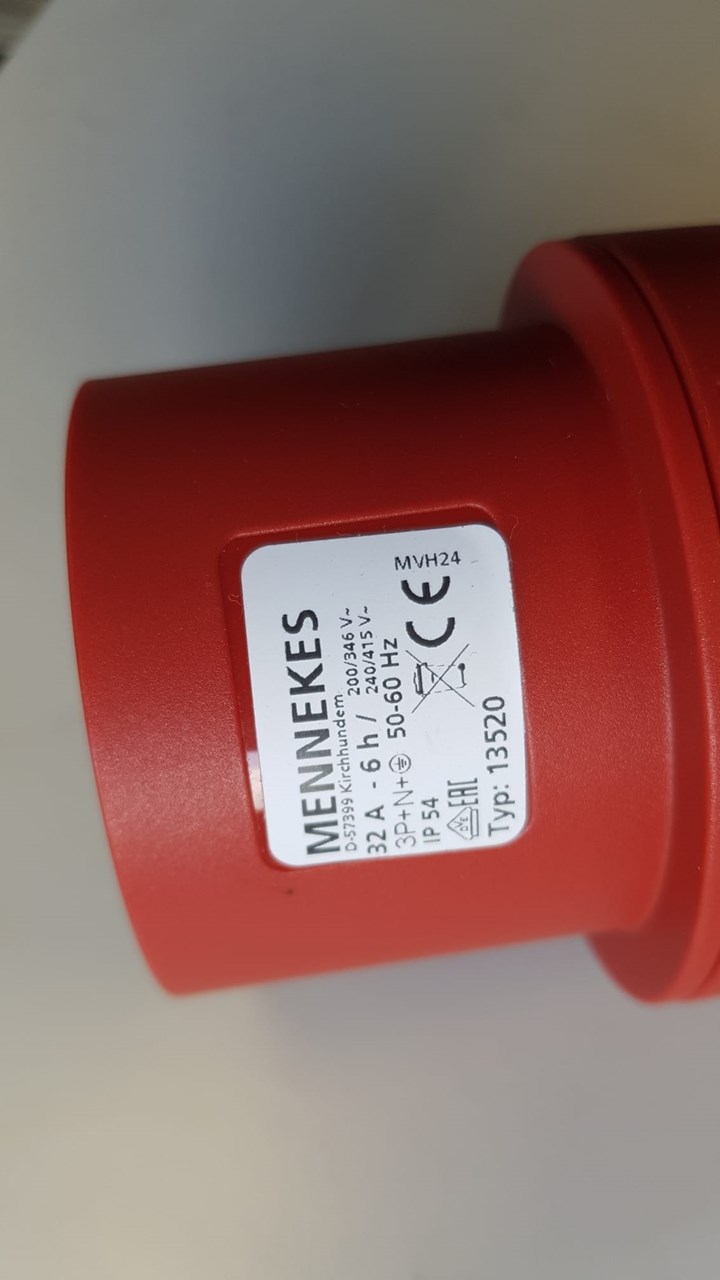 MENNEKES
D-57399 Kirchhundem
32 A - 6 h / 200/346 V~
240/415 V~
3P+N+ 50-60 Hz
IP 54
DVE EAC CE MVH24
Typ: 13520